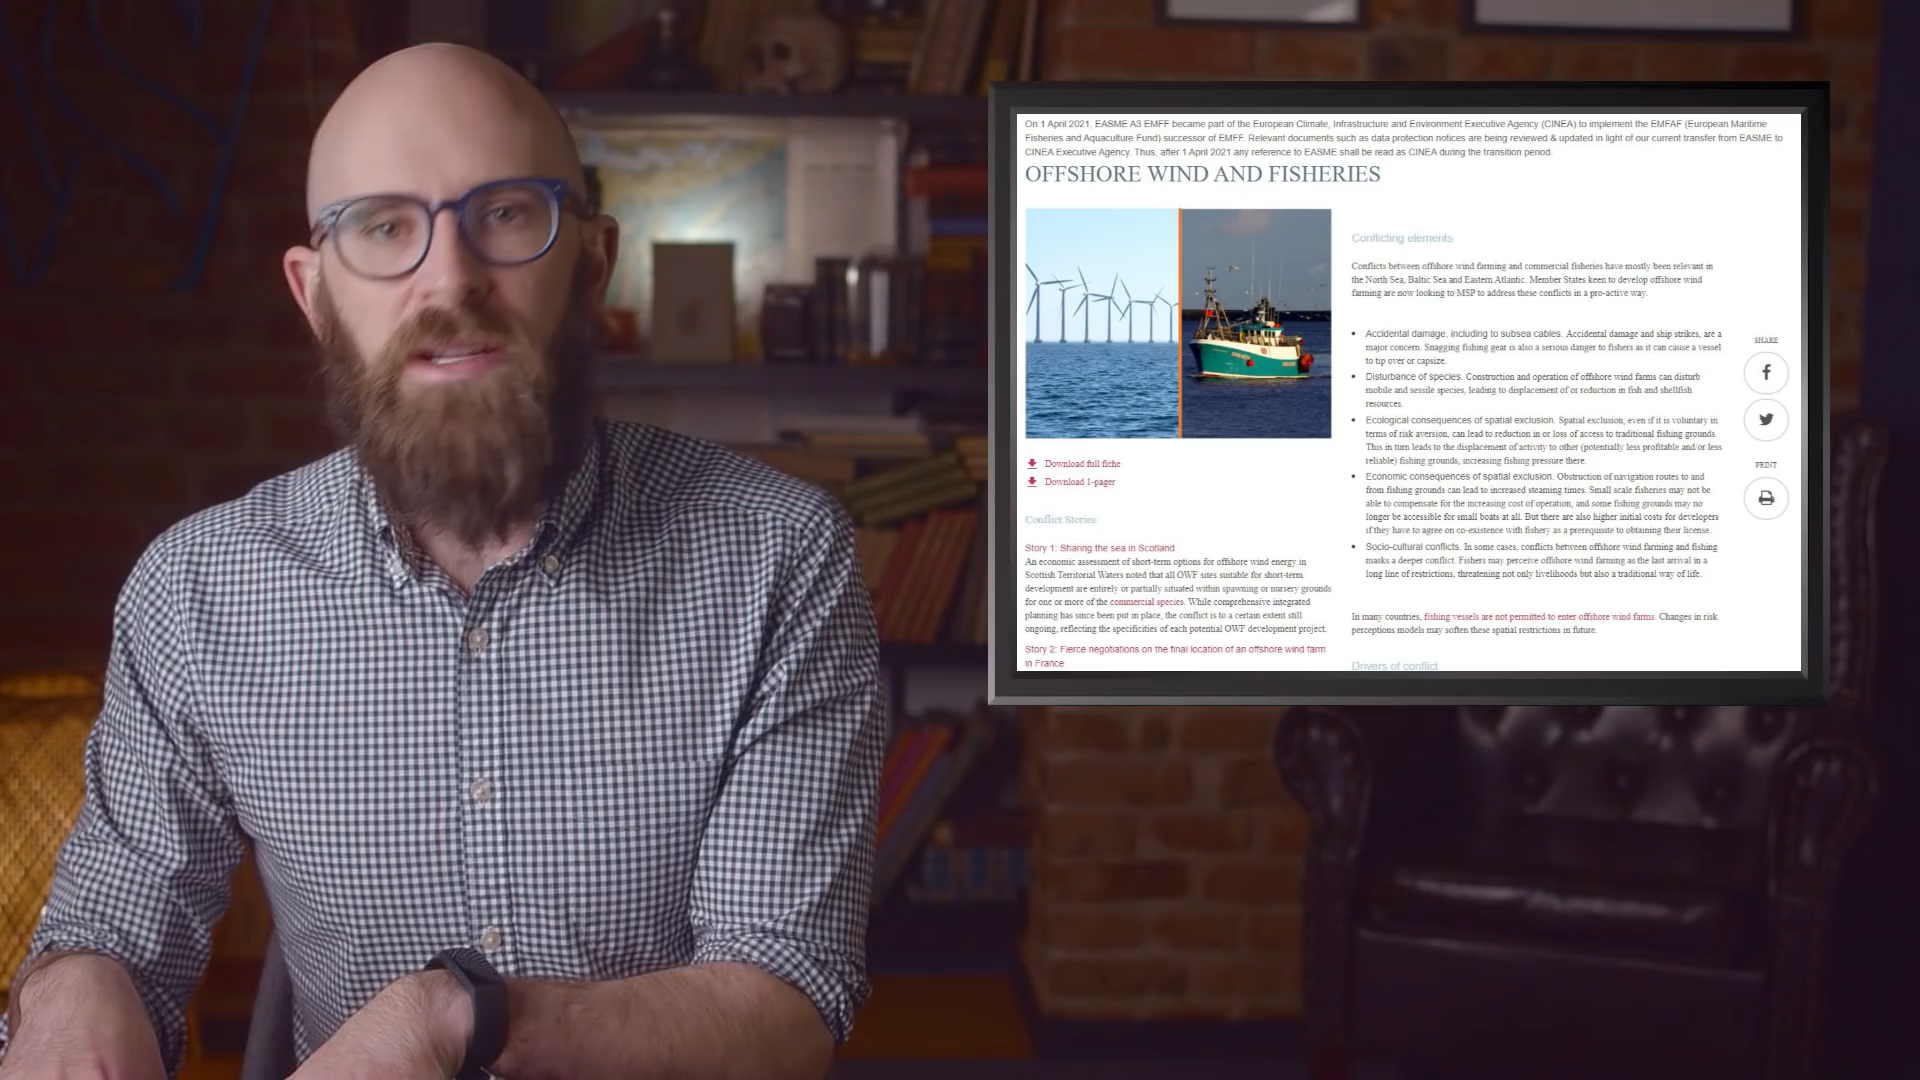 On 1 April 2021, EASME A3 EMFF became part of the European Climate, Infrastructure and Environment Executive Agency (CINEA) to implement the EMFAF (European Maritime
Fisheries and Aquaculture Fund) successor of EMFF. Relevant documents such as data protection notices are being reviewed & updated in light of our current transfer from EASME to
CINEA Executive Agency. Thus, after 1 April 2021 any reference to EASME shall be read as CINEA during the transition period.
OFFSHORE WIND AND FISHERIES
Download full fiche
Download 1-pager
Conflict Stories
Story 1: Sharing the sea in Scotland
An economic assessment of short-term options for offshore wind energy in
Scottish Territorial Waters noted that all OWF sites suitable for short-term
development are entirely or partially situated within spawning or nursery grounds
for one or more of the commercial species. While comprehensive integrated
planning has since been put in place, the conflict is to a certain extent still
ongoing, reflecting the specificities of each potential OWF development project.
Story 2: Fierce negotiations on the final location of an offshore wind farm
in France
Conflicting elements
Conflicts between offshore wind farming and commercial fisheries have mostly been relevant in
the North Sea, Baltic Sea and Eastern Atlantic. Member States keen to develop offshore wind
farming are now looking to MSP to address these conflicts in a pro-active way.
• Accidental damage, including to subsea cables. Accidental damage and ship strikes, are a
major concern. Snagging fishing gear is also a serious danger to fishers as it can cause a vessel
to tip over or capsize.
• Disturbance of species. Construction and operation of offshore wind farms can disturb
mobile and sessile species, leading to displacement of or reduction in fish and shellfish
resources.
• Ecological consequences of spatial exclusion. Spatial exclusion, even if it is voluntary in
terms of risk aversion, can lead to reduction in or loss of access to traditional fishing grounds.
This in turn leads to the displacement of activity to other (potentially less profitable and/or less
reliable) fishing grounds, increasing fishing pressure there.
• Economic consequences of spatial exclusion. Obstruction of navigation routes to and
from fishing grounds can lead to increased steaming times. Small scale fisheries may not be
able to compensate for the increasing cost of operation, and some fishing grounds may no
longer be accessible for small boats at all. But there are also higher initial costs for developers
if they have to agree on co-existence with fishery as a prerequisite to obtaining their license.
• Socio-cultural conflicts. In some cases, conflicts between offshore wind farming and fishing
masks a deeper conflict. Fishers may perceive offshore wind farming as the last arrival in a
long line of restrictions, threatening not only livelihoods but also a traditional way of life.
In many countries, fishing vessels are not permitted to enter offshore wind farms. Changes in risk
perceptions models may soften these spatial restrictions in future.
Drivers of conflict
SHARE
PRINT